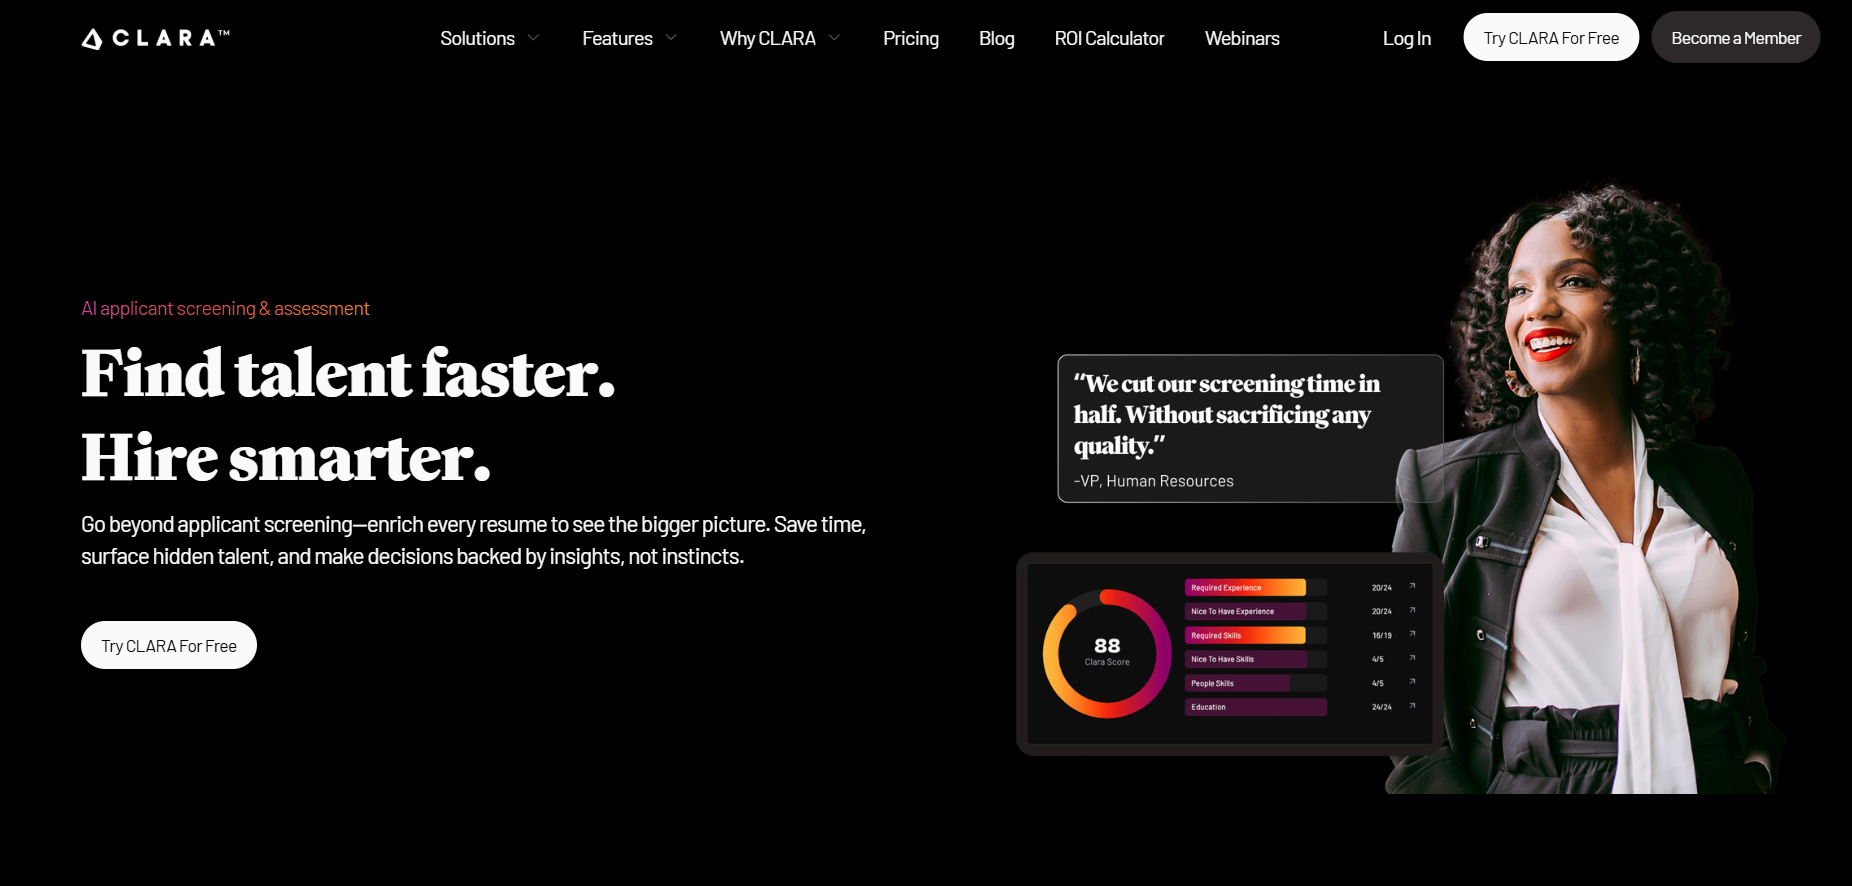 CLARA™
Solutions
Features
Why CLARA
Pricing
Blog
ROI Calculator
Webinars
Log In
Try CLARA For Free
Become a Member
AI applicant screening & assessment
Find talent faster.
Hire smarter.
Go beyond applicant screening—enrich every resume to see the bigger picture. Save time,
surface hidden talent, and make decisions backed by insights, not instincts.
Try CLARA For Free
“We cut our screening time in
half. Without sacrificing any
quality.”
-VP, Human Resources
88
Clara Score
Required Experience 20/24
Nice To Have Experience 20/24
Required Skills 16/19
Nice To Have Skills 4/5
People Skills 4/5
Education 24/24